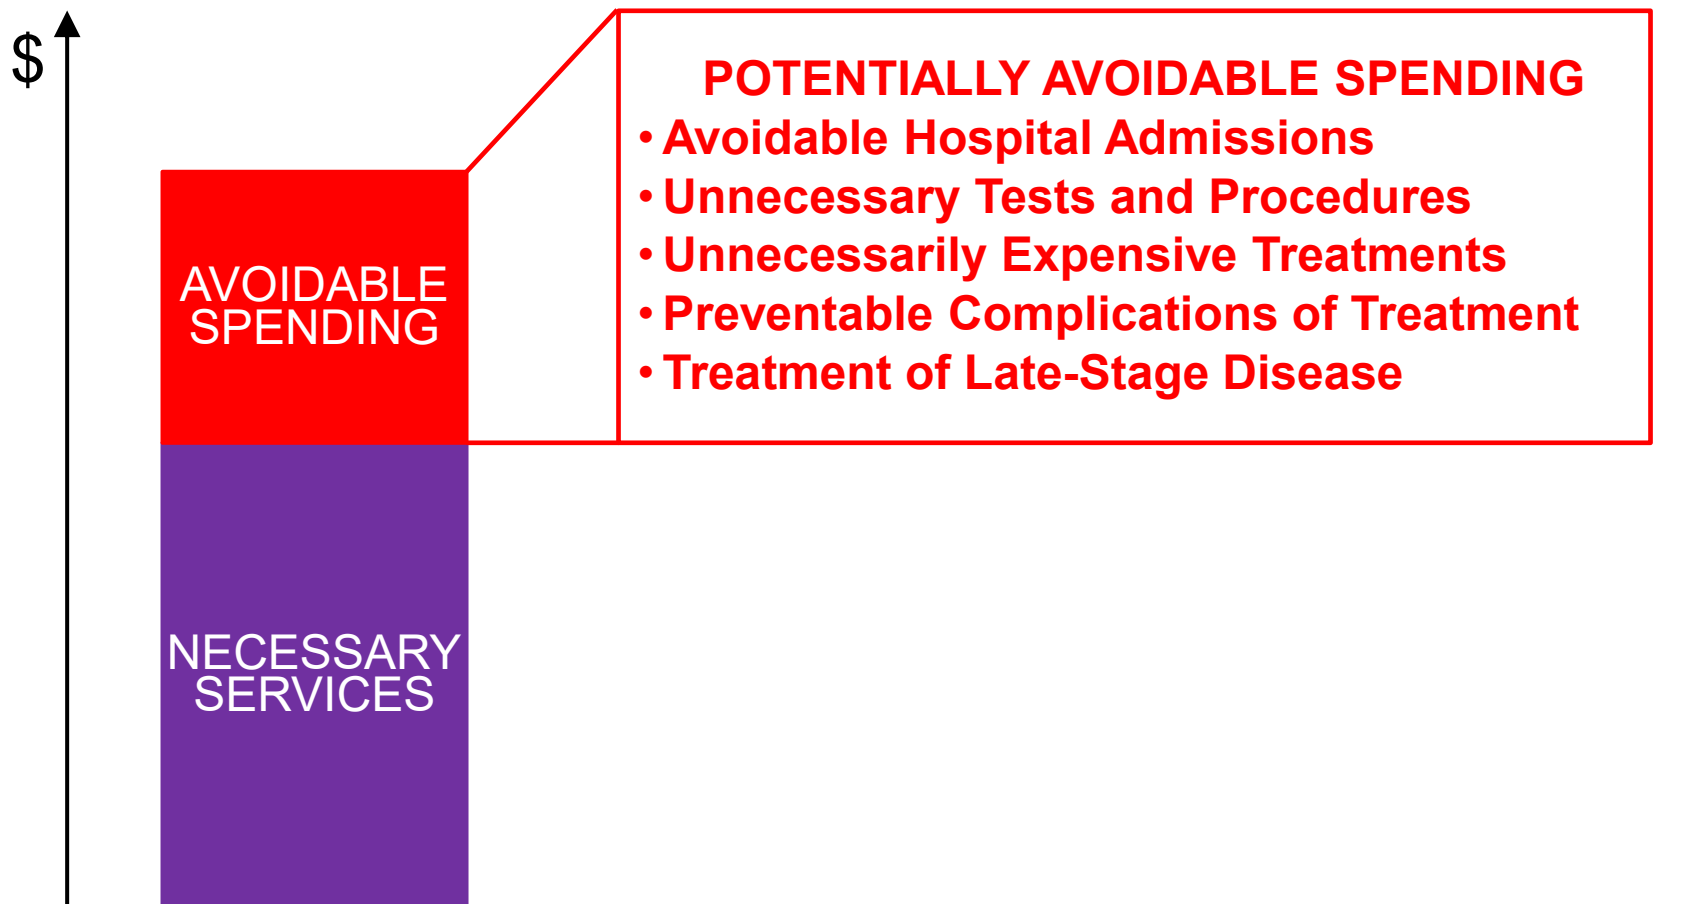 $
POTENTIALLY AVOIDABLE SPENDING
• Avoidable Hospital Admissions
• Unnecessary Tests and Procedures
• Unnecessarily Expensive Treatments
• Preventable Complications of Treatment
• Treatment of Late-Stage Disease
AVOIDABLE
SPENDING
NECESSARY
SERVICES